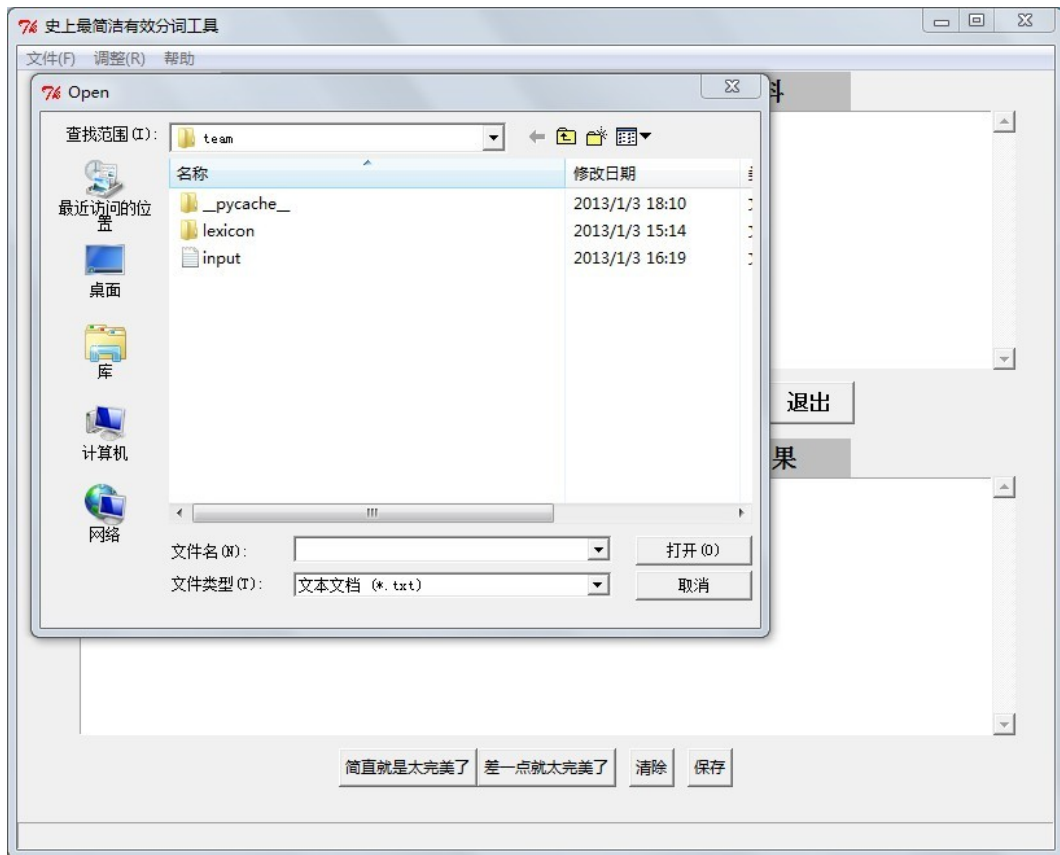 史上最简洁有效分词工具
文件(F) 调整(R) 帮助
Open
料
查找范围(I):
team
名称
修改日期
最近访问的位置
__pycache__
2013/1/3 18:10
lexicon
2013/1/3 15:14
input
2013/1/3 16:19
桌面
库
计算机
网络
退出
果
文件名(N):
打开(O)
文件类型(T):
文本文档 (*.txt)
取消
简直就是太完美了
差一点就太完美了
清除
保存